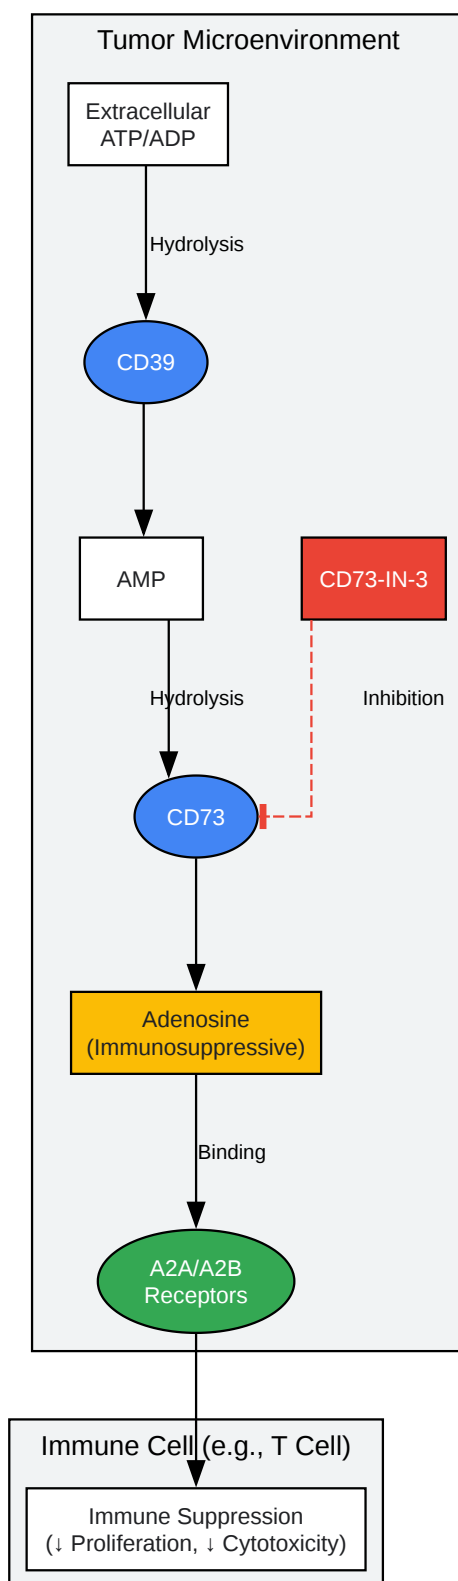 Tumor Microenvironment
Extracellular
ATP/ADP
Hydrolysis
CD39
AMP
CD73-IN-3
Hydrolysis
Inhibition
CD73
Adenosine
(Immunosuppressive)
Binding
A2A/A2B
Receptors
Immune Cell (e.g., T Cell)
Immune Suppression
(↓ Proliferation, ↓ Cytotoxicity)